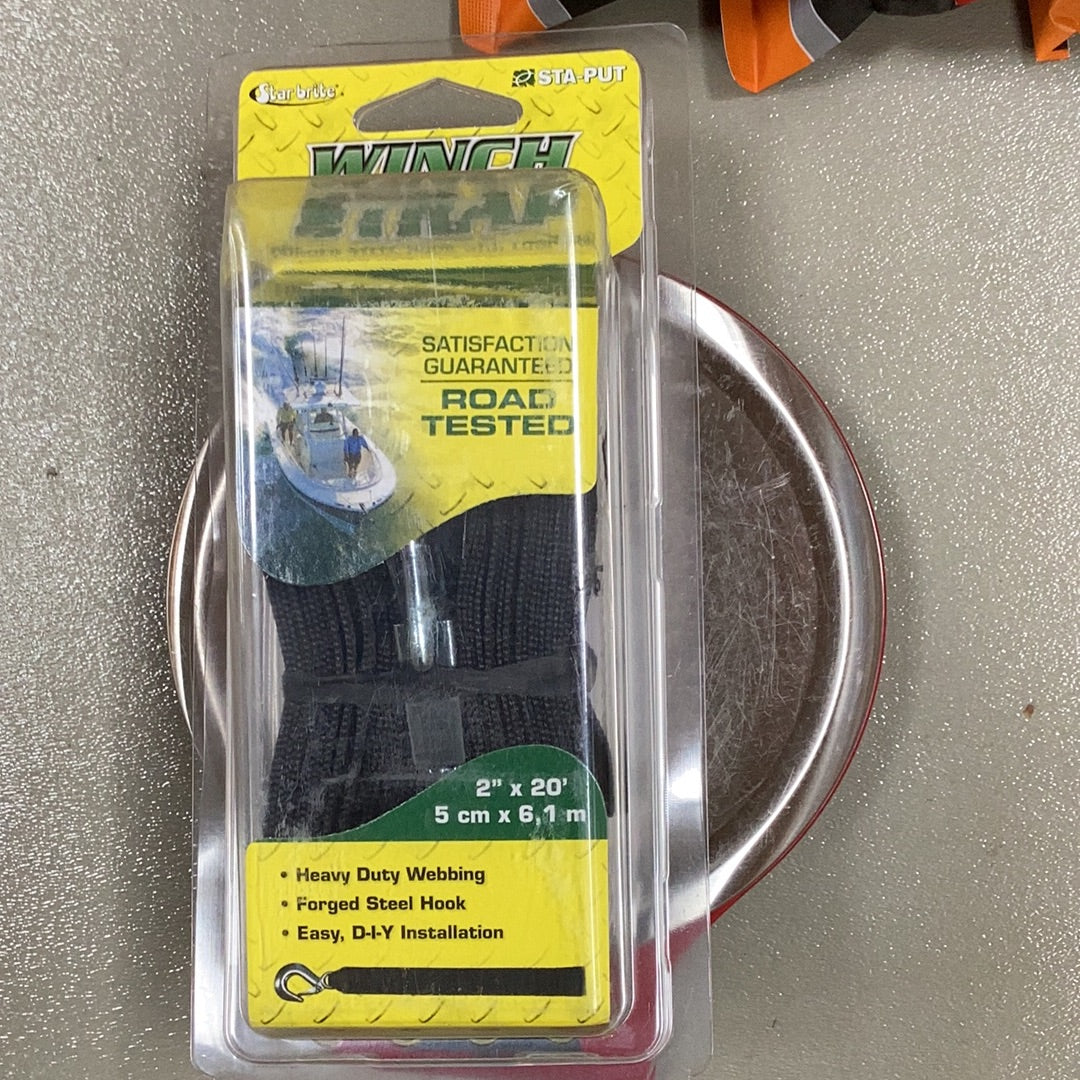 Star brite
STA-PUT
WINCH
STRAP
SATISFACTION
GUARANTEED
ROAD
TESTED
2" x 20'
5 cm x 6,1 m
• Heavy Duty Webbing
• Forged Steel Hook
• Easy, D-I-Y Installation